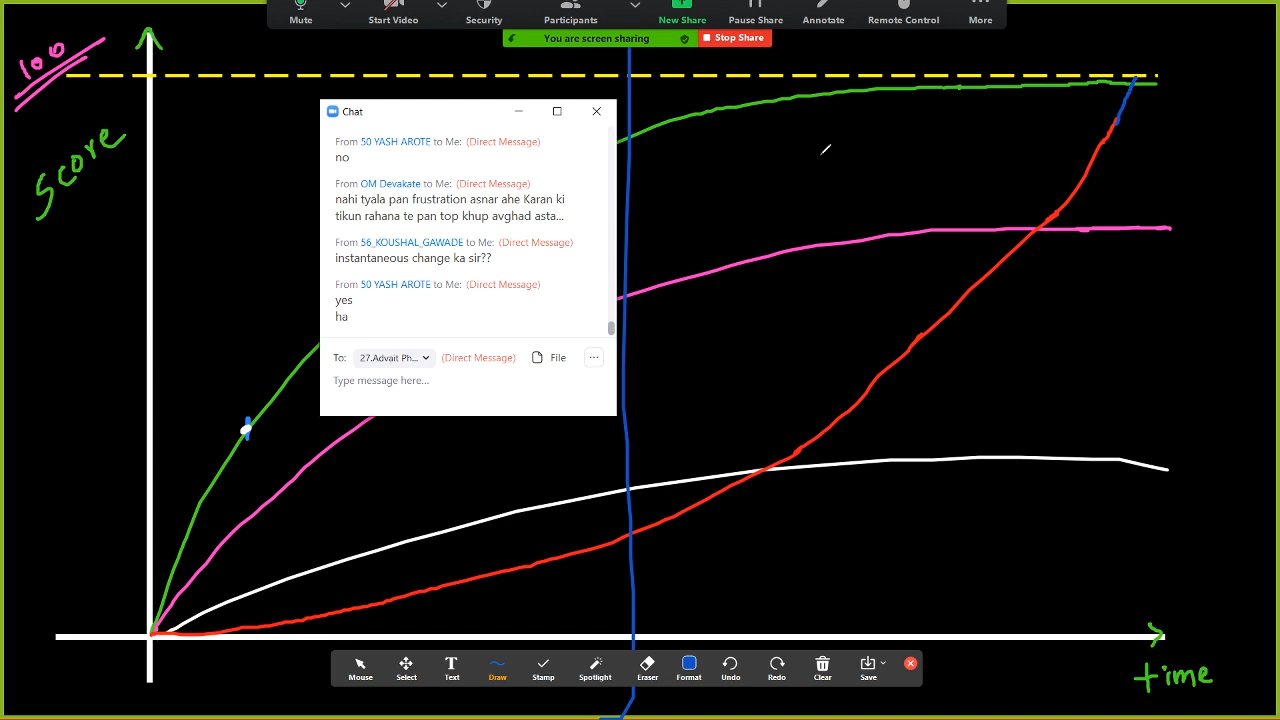 Mute
Start Video
Security
Participants
New Share
Pause Share
Annotate
Remote Control
More
You are screen sharing
Stop Share
100
Score
Chat
From 50 YASH AROTE to Me: (Direct Message)
no
From OM Devakate to Me: (Direct Message)
nahi tyala pan frustration asnar ahe Karan ki
tikun rahana te pan top khup avghad asta...
From 56_KOUSHAL_GAWADE to Me: (Direct Message)
instantaneous change ka sir??
From 50 YASH AROTE to Me: (Direct Message)
yes
ha
To: 27.Advait Ph... (Direct Message) File
Type message here...
Mouse
Select
Text
Draw
Stamp
Spotlight
Eraser
Format
Undo
Redo
Clear
Save
time